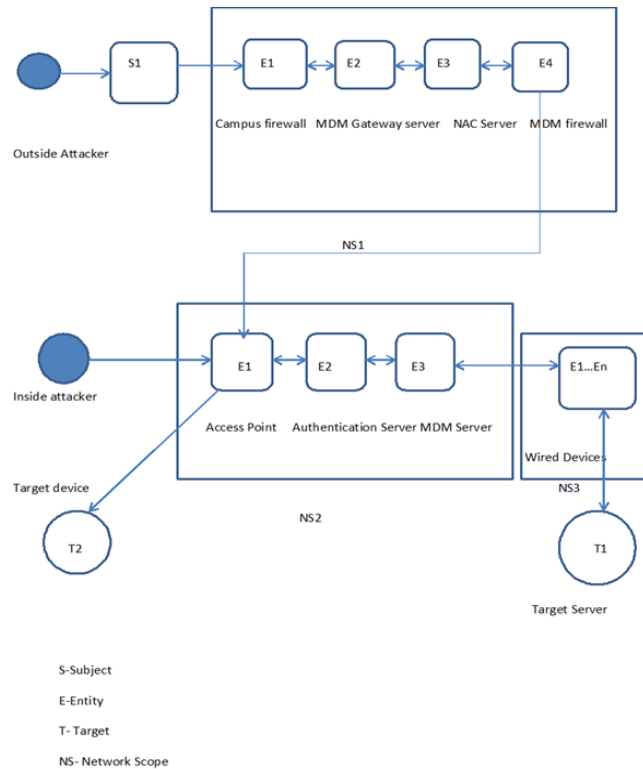 S1
E1
E2
E3
E4
Campus firewall MDM Gateway server NAC Server MDM firewall
Outside Attacker
NS1
E1
E2
E3
E1...En
Inside attacker
Access Point Authentication Server MDM Server
Wired Devices
Target device
NS3
NS2
T2
T1
Target Server
S-Subject
E-Entity
T- Target
NS- Network Scope